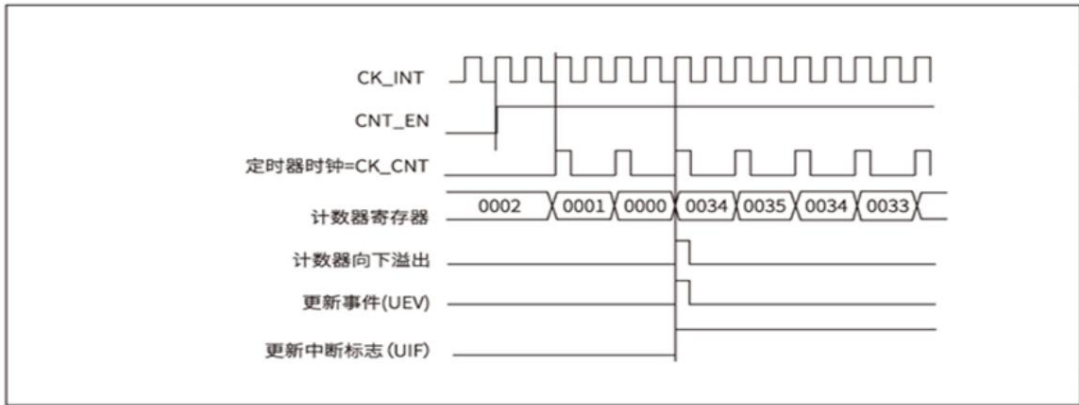 CK_INT
CNT_EN
定时器时钟=CK_CNT
计数器寄存器 0002 0001 0000 0034 0035 0034 0033
计数器向下溢出
更新事件(UEV)
更新中断标志(UIF)